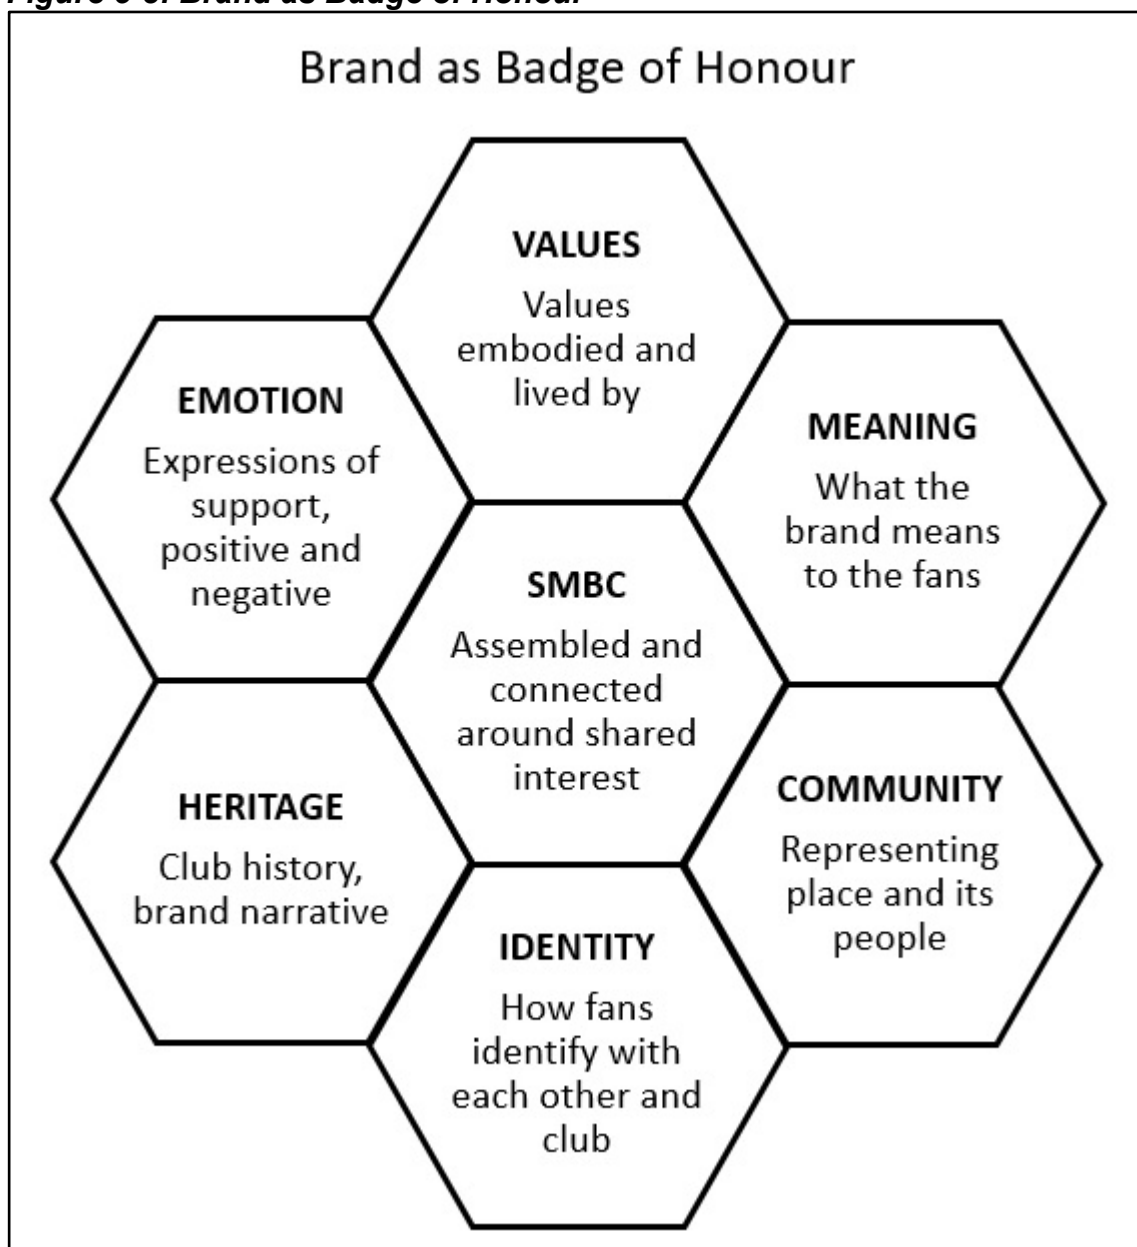 Brand as Badge of Honour
VALUES
Values
embodied and
lived by
EMOTION
Expressions of
support,
positive and
negative
MEANING
What the
brand means
to the fans
SMBC
Assembled and
connected
around shared
interest
HERITAGE
Club history,
brand narrative
COMMUNITY
Representing
place and its
people
IDENTITY
How fans
identify with
each other and
club